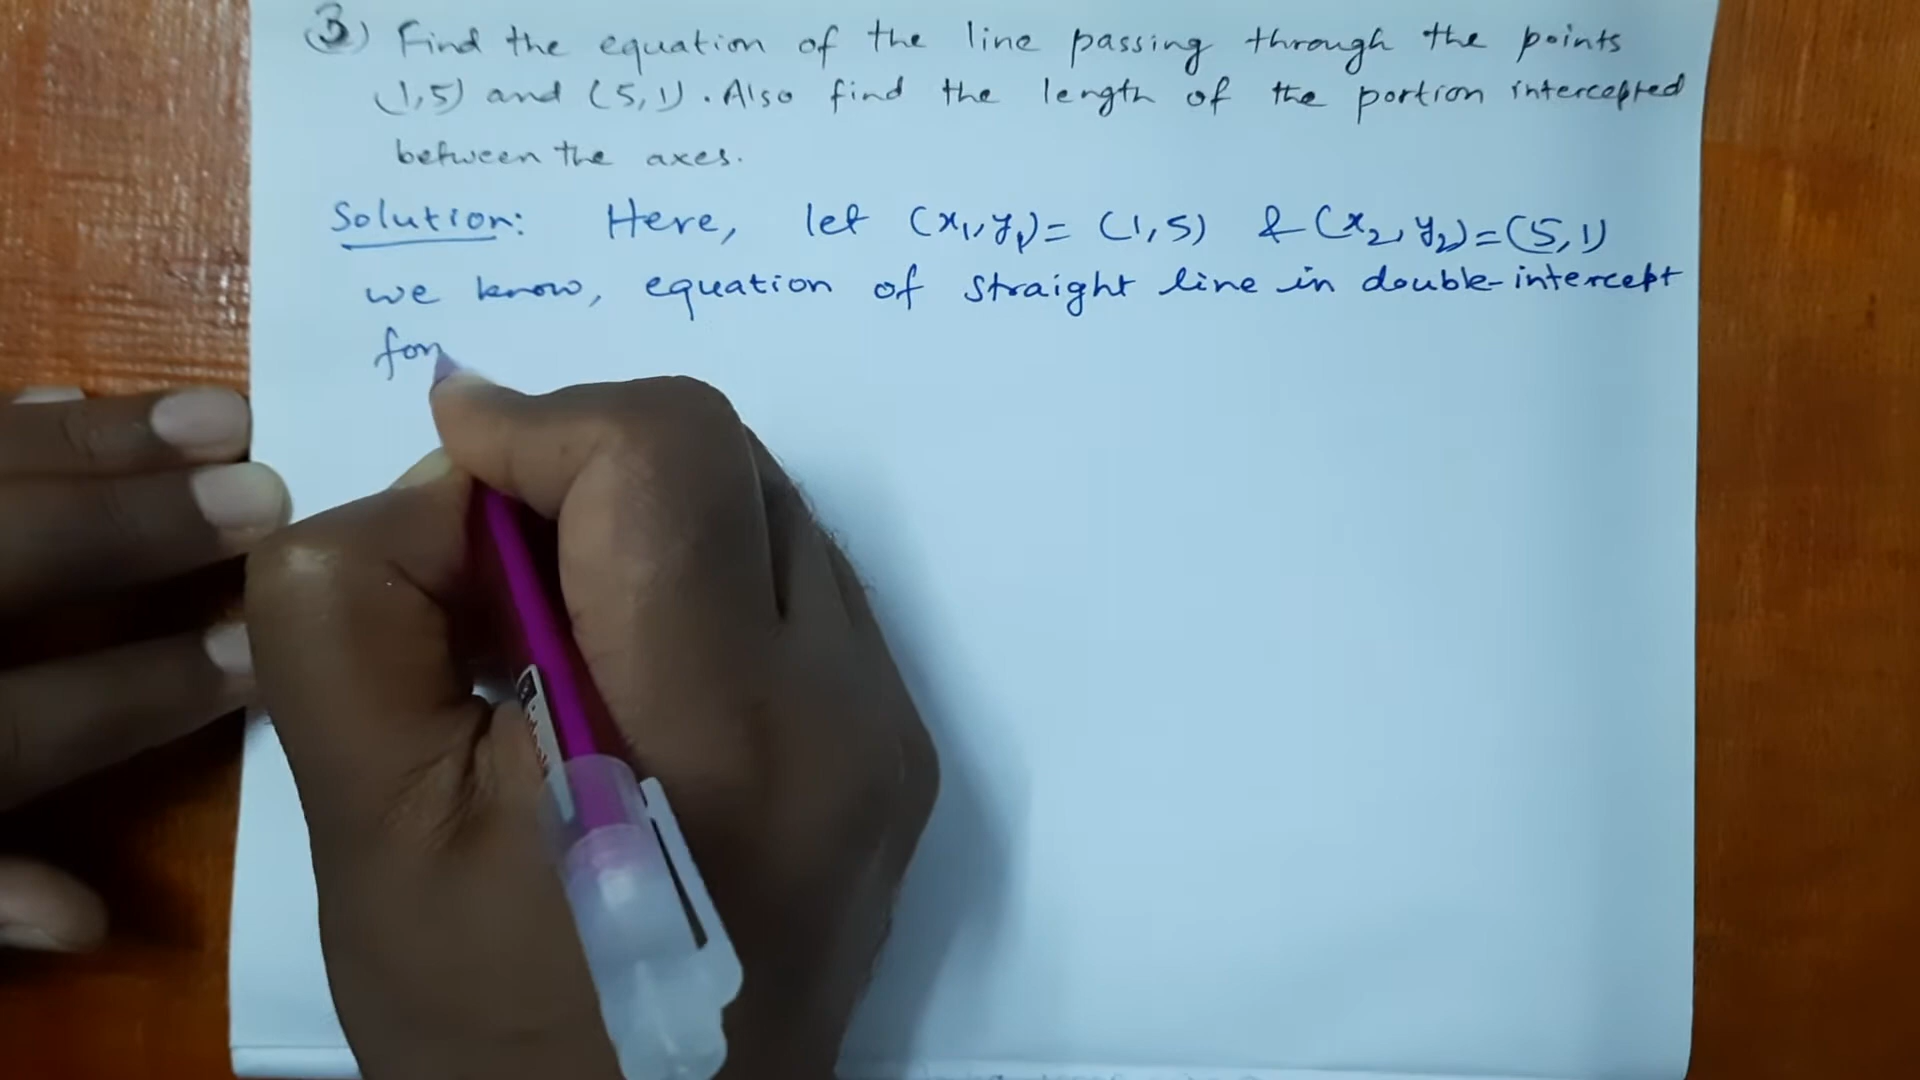 3) Find the equation of the line passing through the points
(1,5) and (5,1). Also find the length of the portion intercepted
between the axes.
Solution: Here, let (x₁,y₁)= (1,5) & (x₂,y₂)=(5,1)
we know, equation of straight line in double-intercept
for